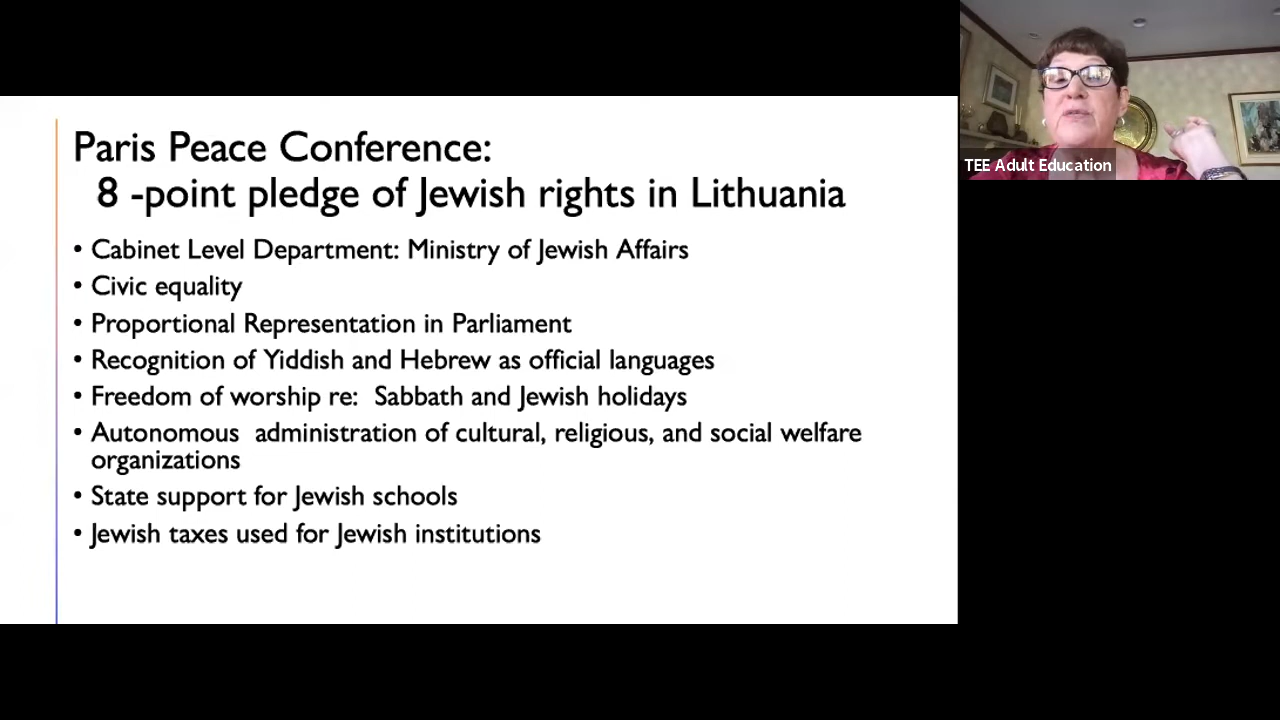 Paris Peace Conference:
8 -point pledge of Jewish rights in Lithuania
• Cabinet Level Department: Ministry of Jewish Affairs
• Civic equality
• Proportional Representation in Parliament
• Recognition of Yiddish and Hebrew as official languages
• Freedom of worship re:  Sabbath and Jewish holidays
• Autonomous  administration of cultural, religious, and social welfare
organizations
• State support for Jewish schools
• Jewish taxes used for Jewish institutions
TEE Adult Education